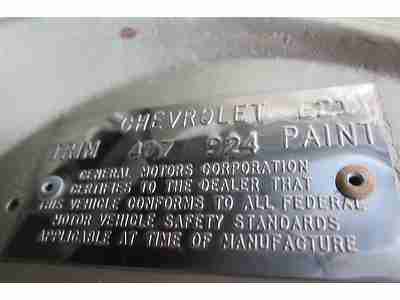 CHEVROLET
TRIM 407 924 PAINT
GENERAL MOTORS CORPORATION
CERTIFIES TO THE DEALER THAT
THIS VEHICLE CONFORMS TO ALL FEDERAL
MOTOR VEHICLE SAFETY STANDARDS
APPLICABLE AT TIME OF MANUFACTURE